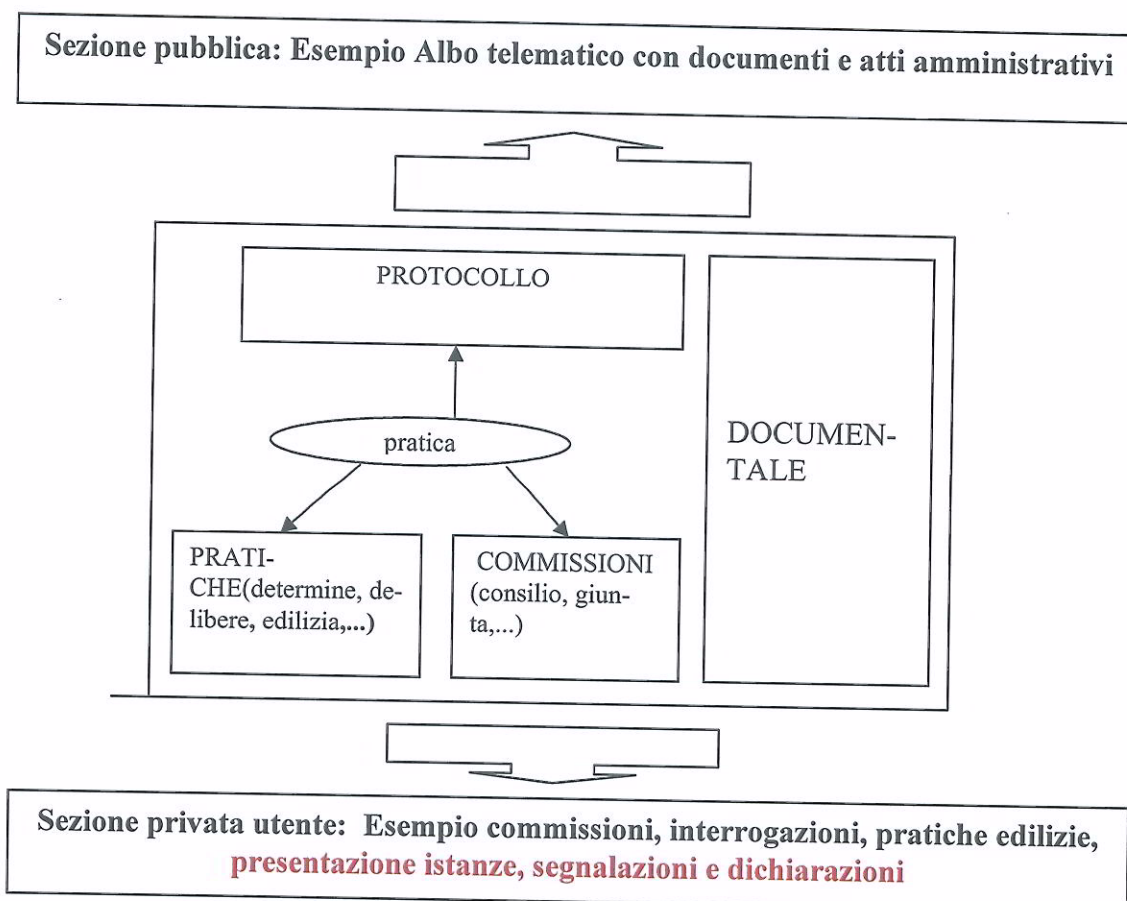 Sezione pubblica: Esempio Albo telematico con documenti e atti amministrativi
PROTOCOLLO
pratica
DOCUMEN-
TALE
PRATI-
CHE(determine, de-
libere, edilizia,...)
COMMISSIONI
(consilio, giun-
ta,...)
Sezione privata utente: Esempio commissioni, interrogazioni, pratiche edilizie,
presentazione istanze, segnalazioni e dichiarazioni